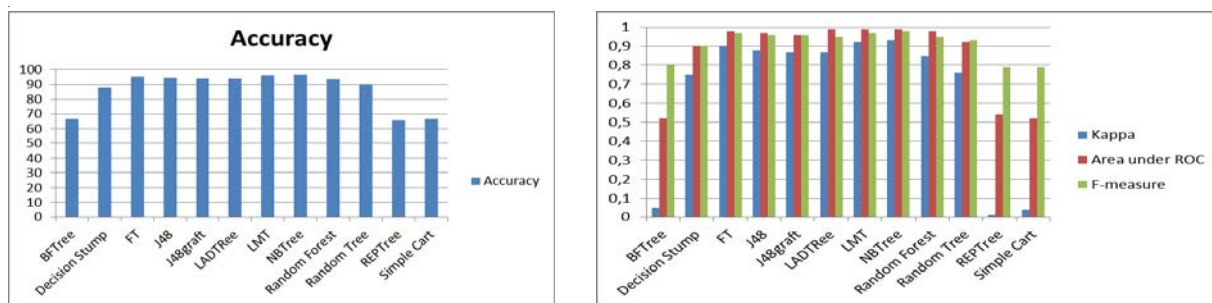 Accuracy
100
90
80
70
60
50
40
30
20
10
0
BFTree
Decision Stump
FT
J48
J48graft
LADTRee
LMT
NBTree
Random Forest
Random Tree
REPTree
Simple Cart
Accuracy
1
0,9
0,8
0,7
0,6
0,5
0,4
0,3
0,2
0,1
0
BFTree
Decision Stump
FT
J48
J48graft
LADTRee
LMT
NBTree
Random Forest
Random Tree
REPTree
Simple Cart
Kappa
Area under ROC
F-measure